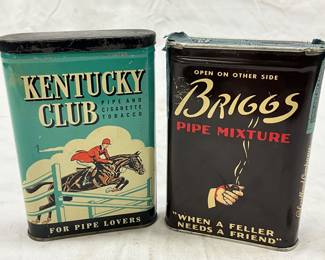 KENTUCKY
CLUB
PIPE AND
CIGARETTE
TOBACCO
FOR PIPE LOVERS
OPEN ON OTHER SIDE
BRIGGS
PIPE MIXTURE
"WHEN A FELLER
NEEDS A FRIEND"